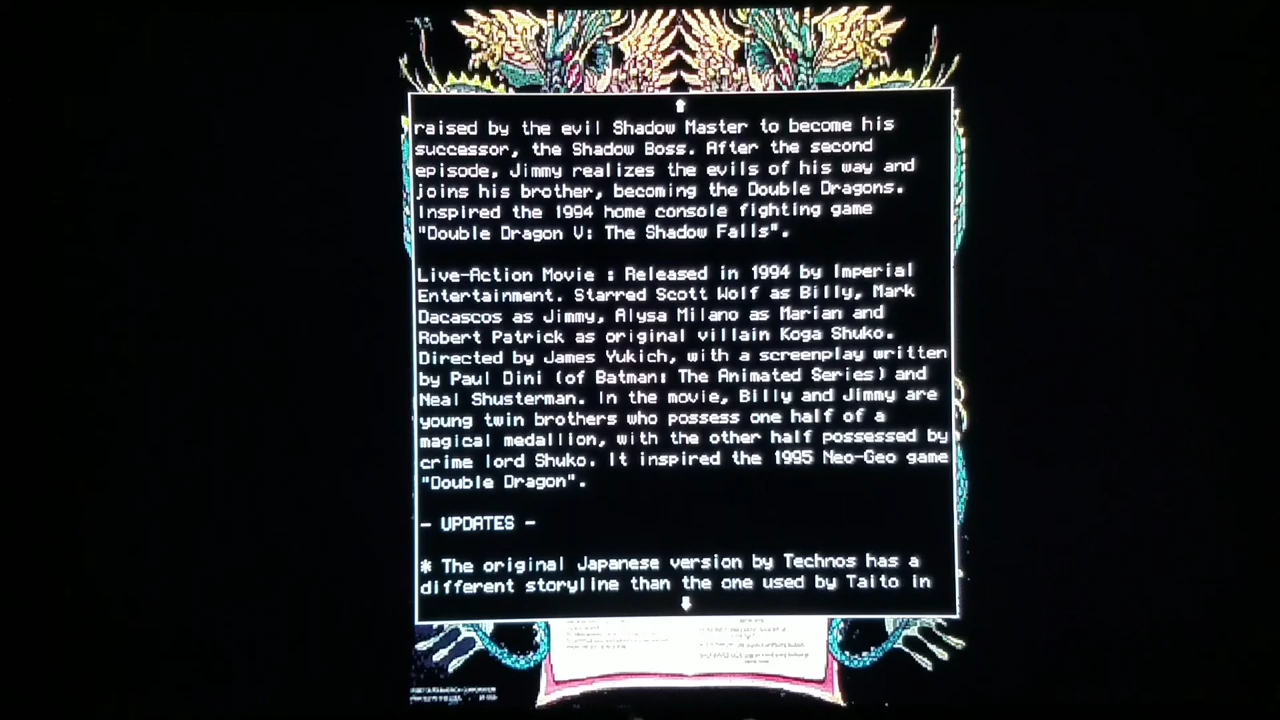 raised by the evil Shadow Master to become his
successor, the Shadow Boss. After the second
episode, Jimmy realizes the evils of his way and
joins his brother, becoming the Double Dragons.
Inspired the 1994 home console fighting game
"Double Dragon V: The Shadow Falls".
Live-Action Movie : Released in 1994 by Imperial
Entertainment. Starred Scott Wolf as Billy, Mark
Dacascos as Jimmy, Alysa Milano as Marian and
Robert Patrick as original villain Koga Shuko.
Directed by James Yukich, with a screenplay written
by Paul Dini (of Batman: The Animated Series) and
Neal Shusterman. In the movie, Billy and Jimmy are
young twin brothers who possess one half of a
magical medallion, with the other half possessed by
crime lord Shuko. It inspired the 1995 Neo-Geo game
"Double Dragon".
- UPDATES -
* The original Japanese version by Technos has a
different storyline than the one used by Taito in